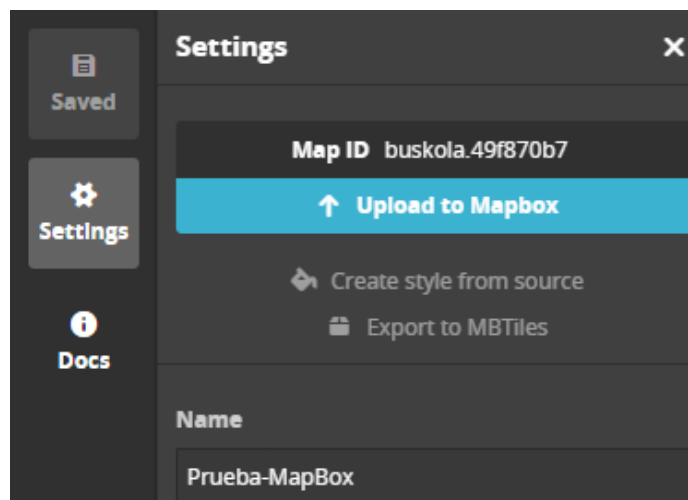 Saved
Settings
Docs
Settings
Map ID buskola.49f870b7
Upload to Mapbox
Create style from source
Export to MBTiles
Name
Prueba-MapBox